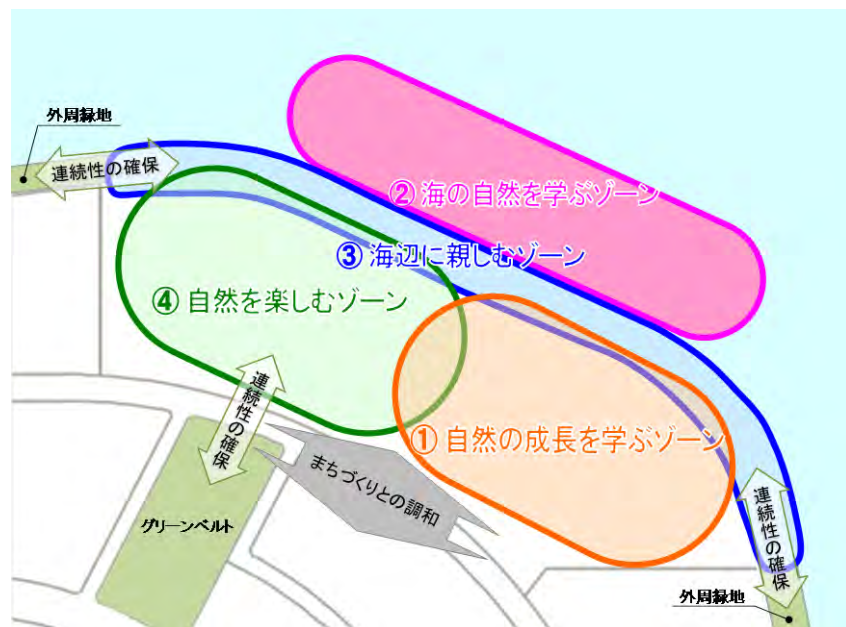 外周緑地
連続性の確保
② 海の自然を学ぶゾーン
③ 海辺に親しむゾーン
④ 自然を楽しむゾーン
① 自然の成長を学ぶゾーン
連続性の確保
まちづくりとの調和
連続性の確保
グリーンベルト
外周緑地